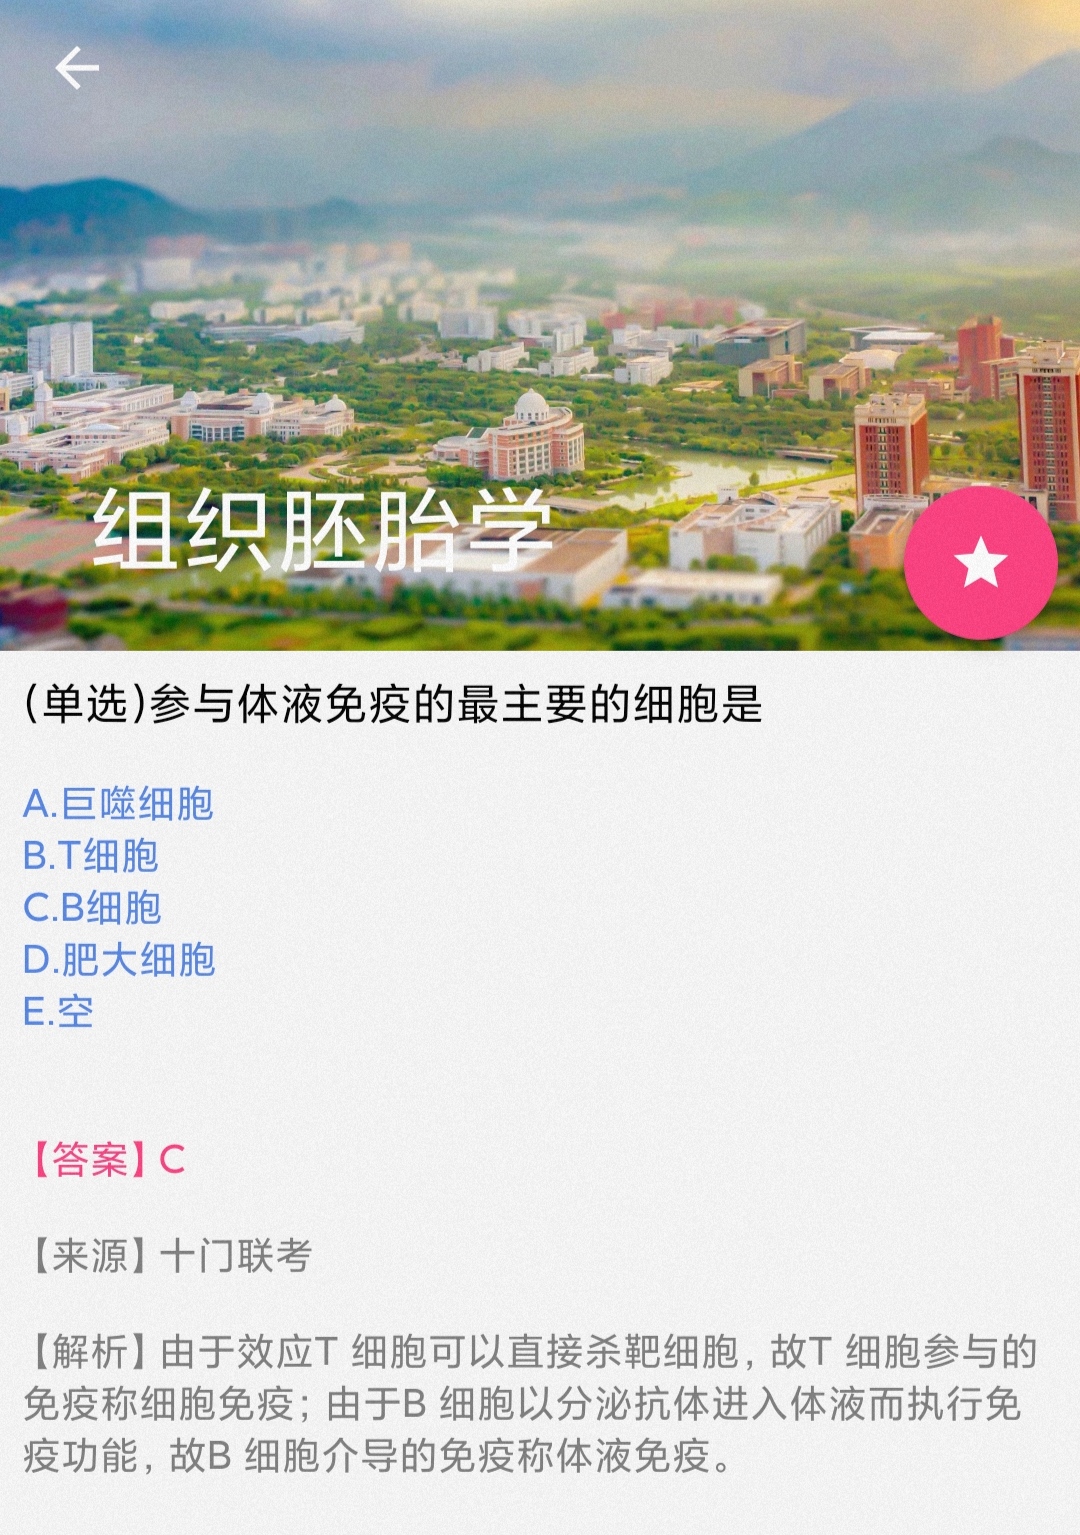 组织胚胎学
(单选)参与体液免疫的最主要的细胞是
A.巨噬细胞
B.T细胞
C.B细胞
D.肥大细胞
E.空
【答案】C
【来源】十门联考
【解析】由于效应T 细胞可以直接杀靶细胞, 故T 细胞参与的
免疫称细胞免疫; 由于B 细胞以分泌抗体进入体液而执行免
疫功能, 故B 细胞介导的免疫称体液免疫。